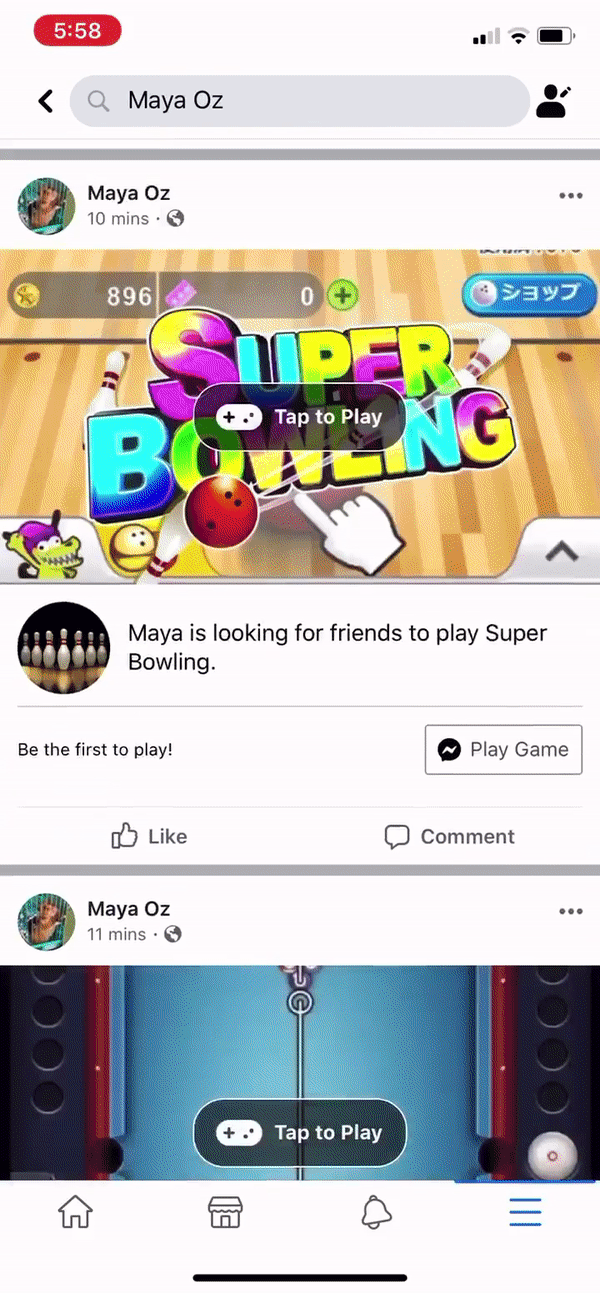 5:58
Maya Oz
Maya Oz
10 mins ·
896
0
ショップ
SUPER
BOWLING
Tap to Play
Maya is looking for friends to play Super
Bowling.
Be the first to play!
Play Game
Like
Comment
Maya Oz
11 mins ·
Tap to Play